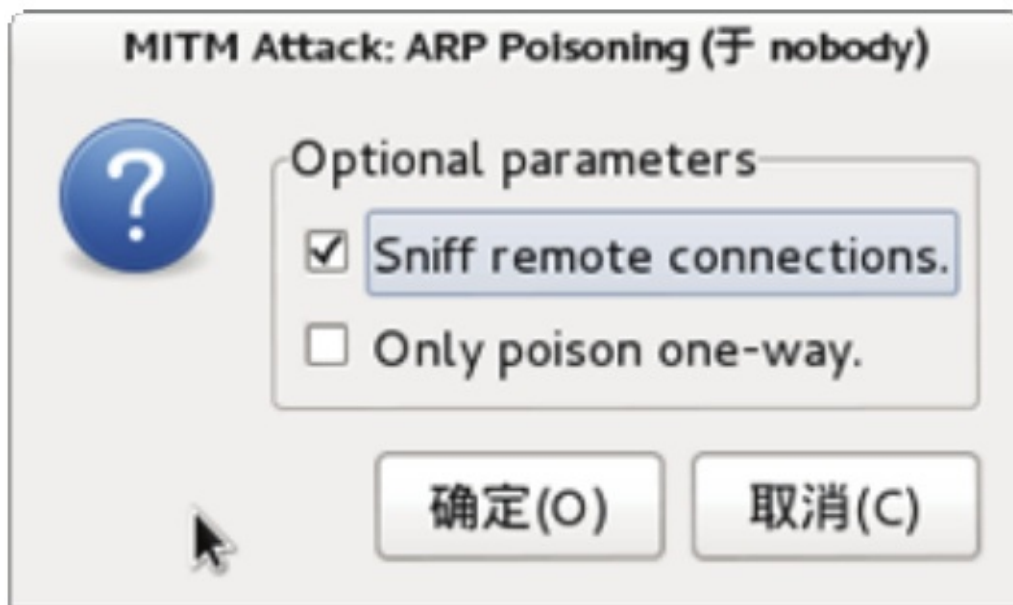 MITM Attack: ARP Poisoning (于 nobody)
?
Optional parameters
Sniff remote connections.
Only poison one-way.
确定(O)
取消(C)